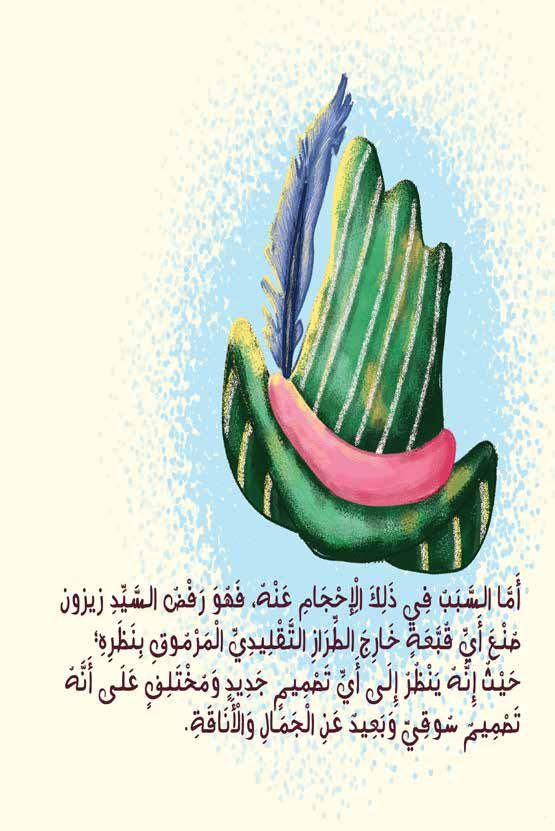 أَمَّا السَّبَبُ فِي ذَلِكَ الْإِحْجَامِ عَنْهُ، فَهْوَ رَفْضُ السَّيِّدِ زيزون
صُنْعَ أَيِّ قُبَّعَةٍ خَارِجَ الطِّرَازِ التَّقْلِيدِيِّ الْمَرْمُوقِ بِنَظَرِهِ؛
حَيْثُ إِنَّهُ يَنْظُرُ إِلَى أَيِّ تَصْمِيمٍ جَدِيدٍ وَمُخْتَلِفٍ عَلَى أَنَّهُ
تَصْمِيمٌ سُوقِيٌّ وَبَعِيدٌ عَنِ الْجَمَالِ وَالْأَنَاقَةِ.